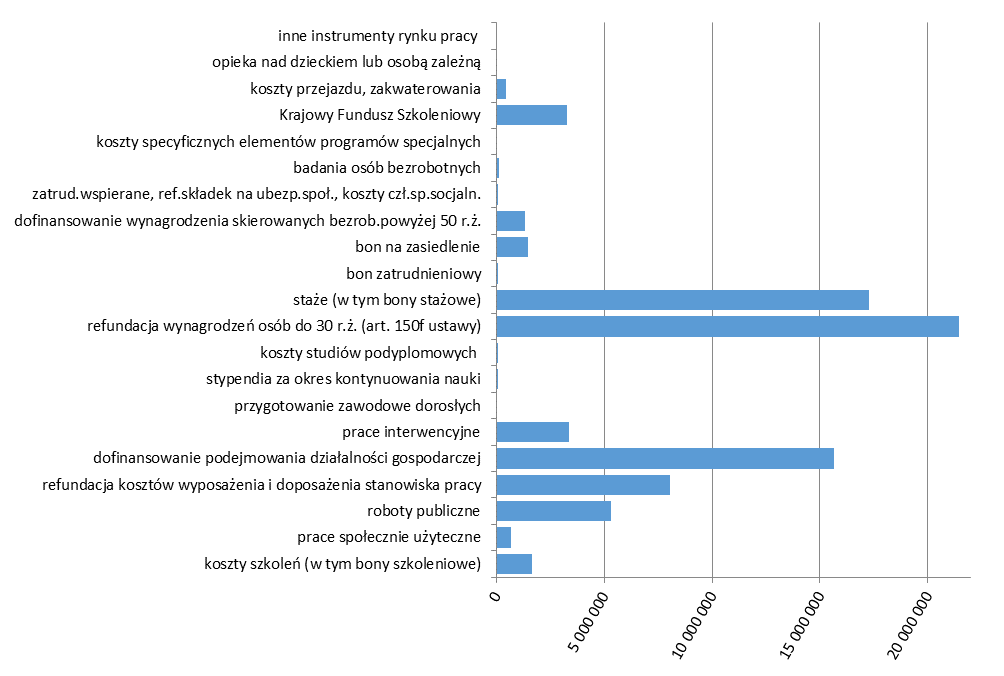 inne instrumenty rynku pracy
opieka nad dzieckiem lub osobą zależną
koszty przejazdu, zakwaterowania
Krajowy Fundusz Szkoleniowy
koszty specyficznych elementów programów specjalnych
badania osób bezrobotnych
zatrud.wspierane, ref.składek na ubezp.społ., koszty czł.sp.socjaln.
dofinansowanie wynagrodzenia skierowanych bezrob.powyżej 50 r.ż.
bon na zasiedlenie
bon zatrudnieniowy
staże (w tym bony stażowe)
refundacja wynagrodzeń osób do 30 r.ż. (art. 150f ustawy)
koszty studiów podyplomowych
stypendia za okres kontynuowania nauki
przygotowanie zawodowe dorosłych
prace interwencyjne
dofinansowanie podejmowania działalności gospodarczej
refundacja kosztów wyposażenia i doposażenia stanowiska pracy
roboty publiczne
prace społecznie użyteczne
koszty szkoleń (w tym bony szkoleniowe)
0
5 000 000
10 000 000
15 000 000
20 000 000